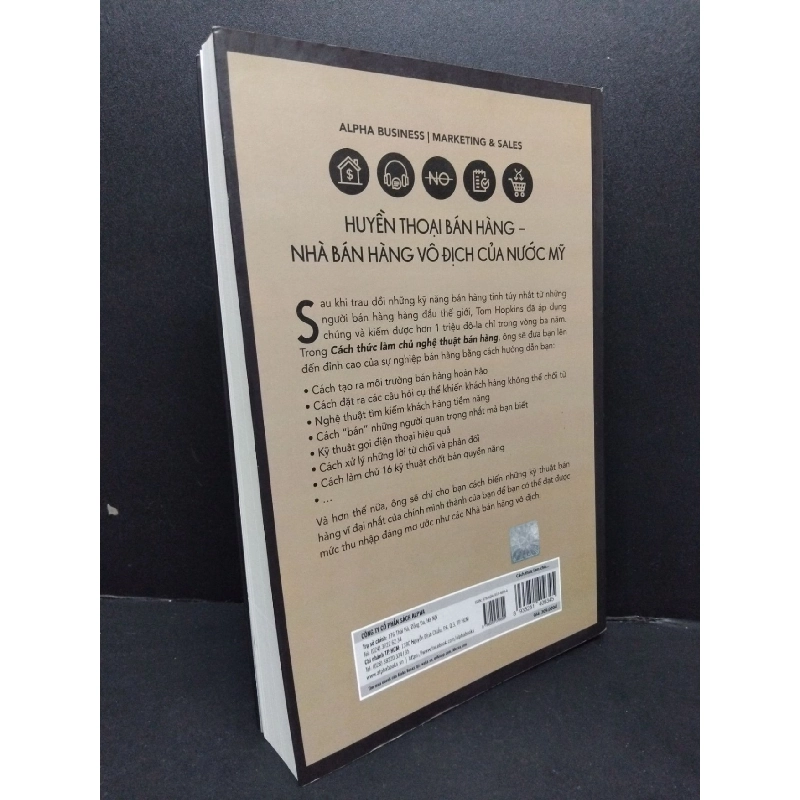 ALPHA BUSINESS | MARKETING & SALES
NO
HUYỀN THOẠI BÁN HÀNG –
NHÀ BÁN HÀNG VÔ ĐỊCH CỦA NƯỚC MỸ
Sau khi trau dồi những kỹ năng bán hàng tinh túy nhất từ những
người bán hàng hàng đầu thế giới, Tom Hopkins đã áp dụng
chúng và kiếm được hơn 1 triệu đô-la chỉ trong vòng ba năm.
Trong Cách thức làm chủ nghệ thuật bán hàng, ông sẽ đưa bạn lên
đến đỉnh cao của sự nghiệp bán hàng bằng cách hướng dẫn bạn:
• Cách tạo ra môi trường bán hàng hoàn hảo
• Cách đặt ra các câu hỏi cụ thể khiến khách hàng không thể chối từ
• Nghệ thuật tìm kiếm khách hàng tiềm năng
• Cách "bán" những người quan trọng nhất mà bạn biết
• Kỹ thuật gọi điện thoại hiệu quả
• Cách xử lý những lời từ chối và phản đối
• Cách làm chủ 16 kỹ thuật chốt bán quyền năng
• ...
Và hơn thế nữa, ông sẽ chỉ cho bạn cách biến những kỹ thuật bán
hàng vĩ đại nhất của chính mình thành của bạn để bạn có thể đạt được
mức thu nhập đáng mơ ước như các Nhà bán hàng vô địch
CÔNG TY CỔ PHẦN SÁCH ALPHA
Trụ sở chính:
Chi nhánh TP HCM: